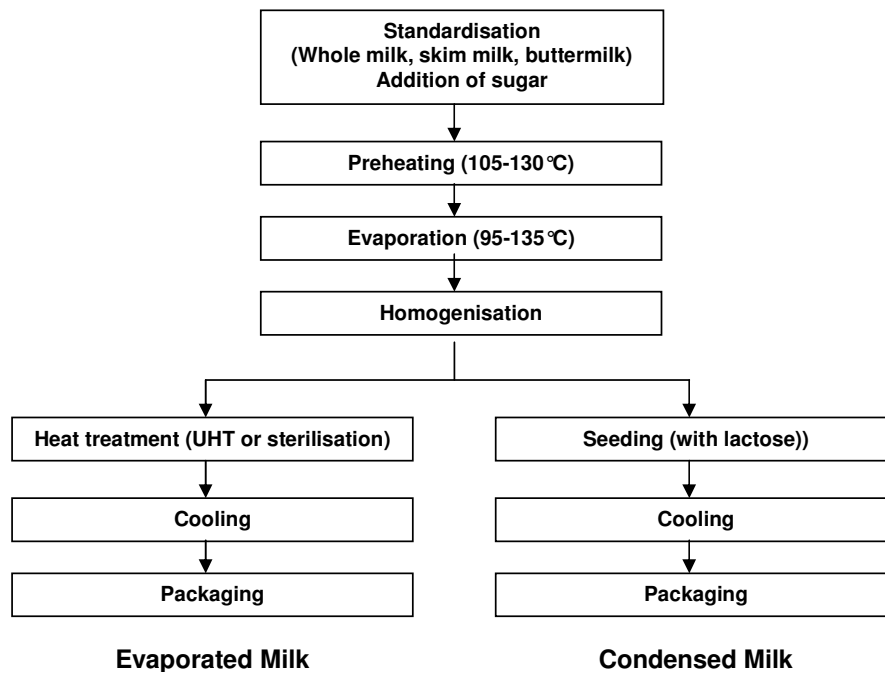 Standardisation
(Whole milk, skim milk, buttermilk)
Addition of sugar
Preheating (105-130°C)
Evaporation (95-135°C)
Homogenisation
Heat treatment (UHT or sterilisation)
Seeding (with lactose))
Cooling
Cooling
Packaging
Packaging
Evaporated Milk
Condensed Milk